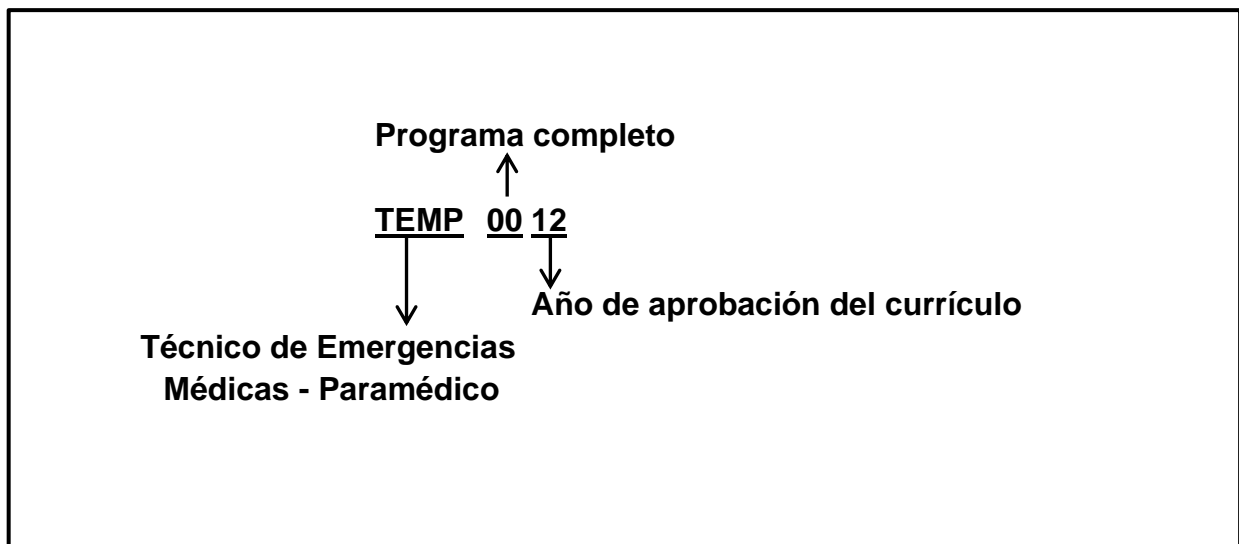 Programa completo
TEMP 00 12
Año de aprobación del currículo
Técnico de Emergencias
Médicas - Paramédico